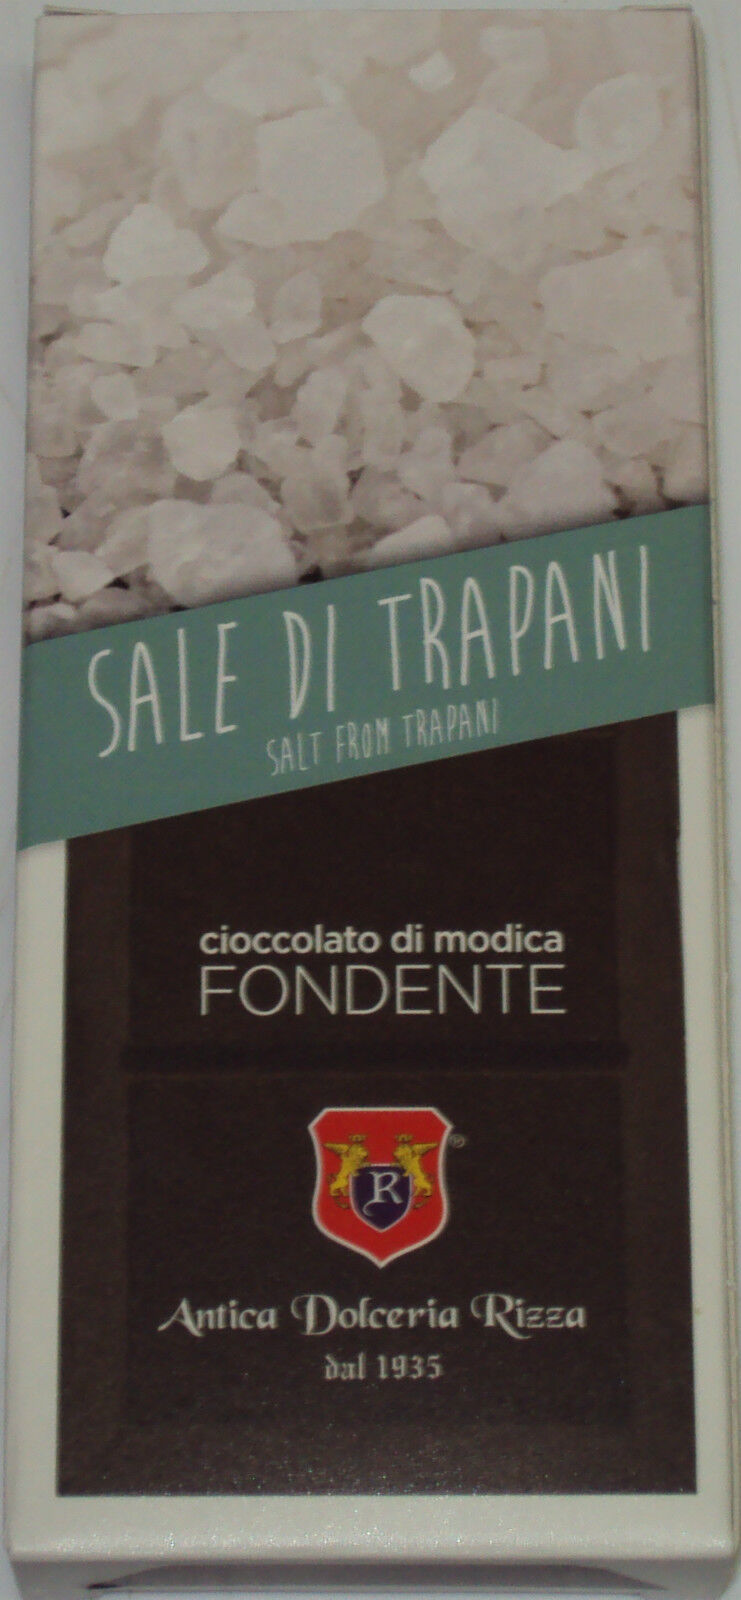 SALE DI TRAPANI
SALT FROM TRAPANI
cioccolato di modica
FONDENTE
R
®
Antica Dolceria Rizza
dal 1935